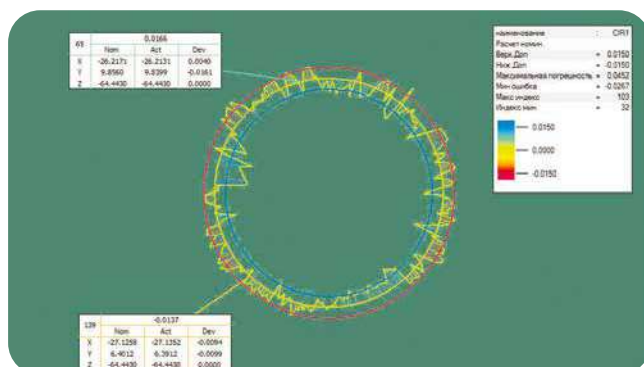 69 0.0166
Nom Act Dev
X -26.2171 -26.2131 0.0040
Y 9.8560 9.8399 -0.0161
Z -64.4430 -64.4430 0.0000
наименование : CIR1
Расчет номин.
Верх.Доп = 0.0150
Ниж.Доп = -0.0150
Максимальная погрешность = 0.0452
Мин ошибка = -0.0267
Макс индекс = 103
Индекс мин = 32
0.0150
0.0000
-0.0150
139 -0.0137
Nom Act Dev
X -27.1258 -27.1352 -0.0094
Y 6.4012 6.3912 -0.0099
Z -64.4430 -64.4430 0.0000